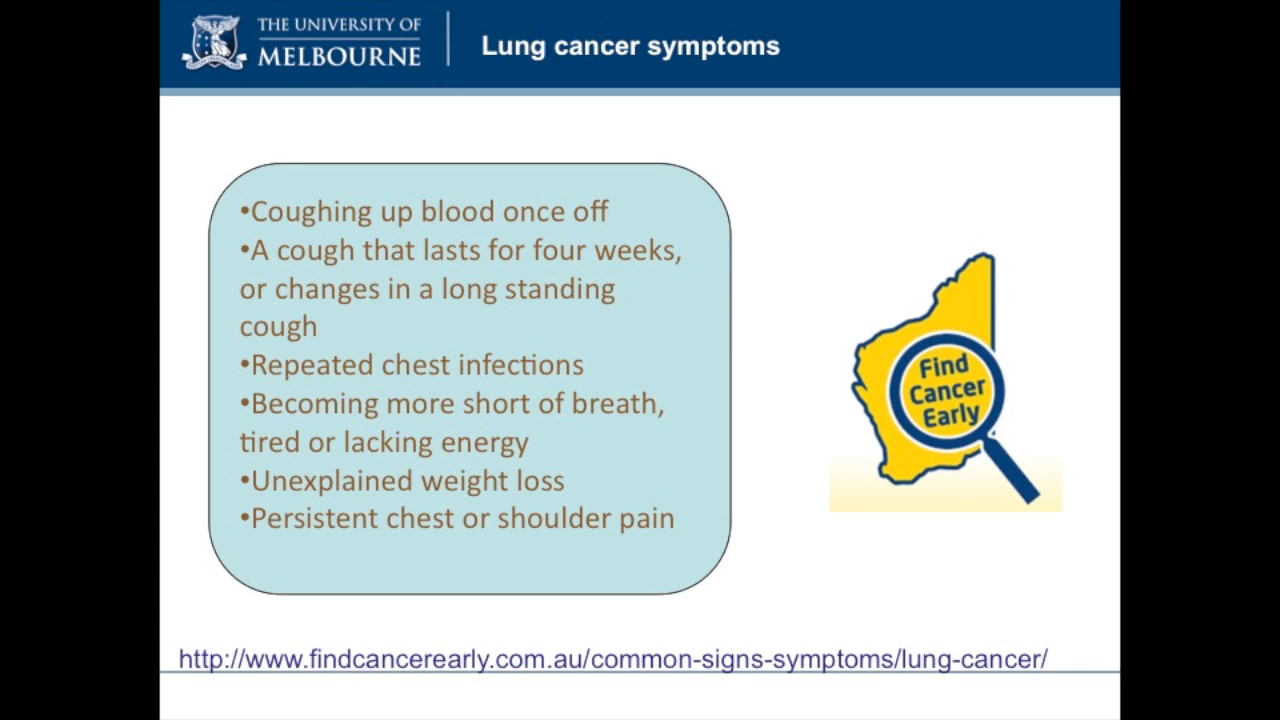 THE UNIVERSITY OF
MELBOURNE
Lung cancer symptoms
•Coughing up blood once off
•A cough that lasts for four weeks,
or changes in a long standing
cough
•Repeated chest infections
•Becoming more short of breath,
tired or lacking energy
•Unexplained weight loss
•Persistent chest or shoulder pain
Find
Cancer
Early
http://www.findcancerearly.com.au/common-signs-symptoms/lung-cancer/